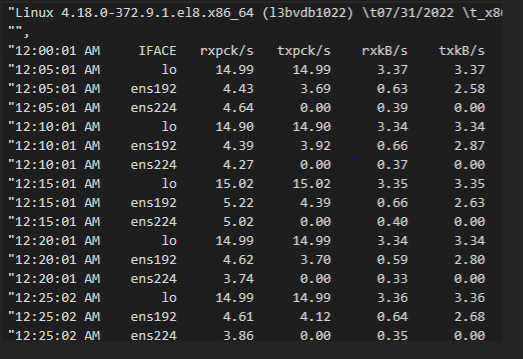 "Linux 4.18.0-372.9.1.el8.x86_64 (l3bvdb1022) \t07/31/2022 \t_x86
"",
"12:00:01 AM     IFACE   rxpck/s   txpck/s    rxkB/s    txkB/s
"12:05:01 AM        lo     14.99     14.99      3.37      3.37
"12:05:01 AM    ens192      4.43      3.69      0.63      2.58
"12:05:01 AM    ens224      4.64      0.00      0.39      0.00
"12:10:01 AM        lo     14.90     14.90      3.34      3.34
"12:10:01 AM    ens192      4.39      3.92      0.66      2.87
"12:10:01 AM    ens224      4.27      0.00      0.37      0.00
"12:15:01 AM        lo     15.02     15.02      3.35      3.35
"12:15:01 AM    ens192      5.22      4.39      0.66      2.63
"12:15:01 AM    ens224      5.02      0.00      0.40      0.00
"12:20:01 AM        lo     14.99     14.99      3.34      3.34
"12:20:01 AM    ens192      4.62      3.70      0.59      2.80
"12:20:01 AM    ens224      3.74      0.00      0.33      0.00
"12:25:02 AM        lo     14.99     14.99      3.36      3.36
"12:25:02 AM    ens192      4.61      4.12      0.64      2.68
"12:25:02 AM    ens224      3.86      0.00      0.35      0.00